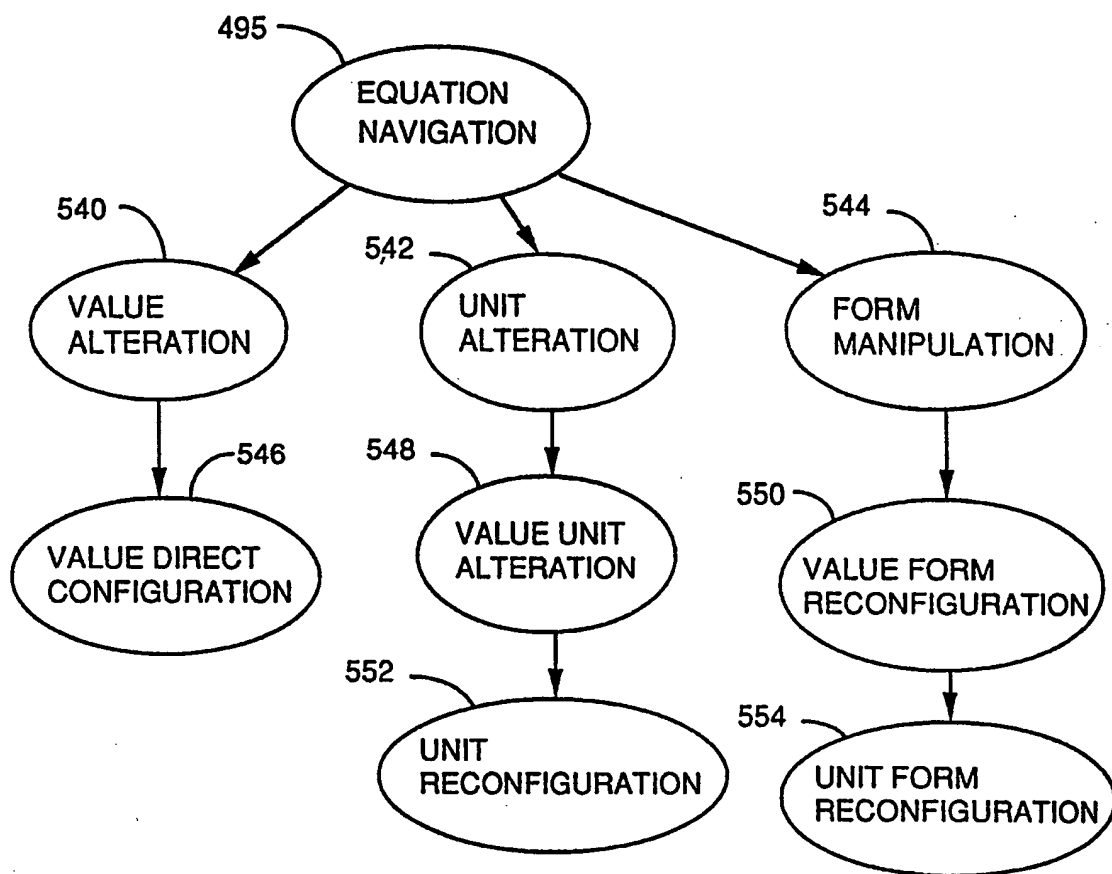 495
EQUATION
NAVIGATION
540
VALUE
ALTERATION
542
UNIT
ALTERATION
544
FORM
MANIPULATION
546
VALUE DIRECT
CONFIGURATION
548
VALUE UNIT
ALTERATION
550
VALUE FORM
RECONFIGURATION
552
UNIT
RECONFIGURATION
554
UNIT FORM
RECONFIGURATION